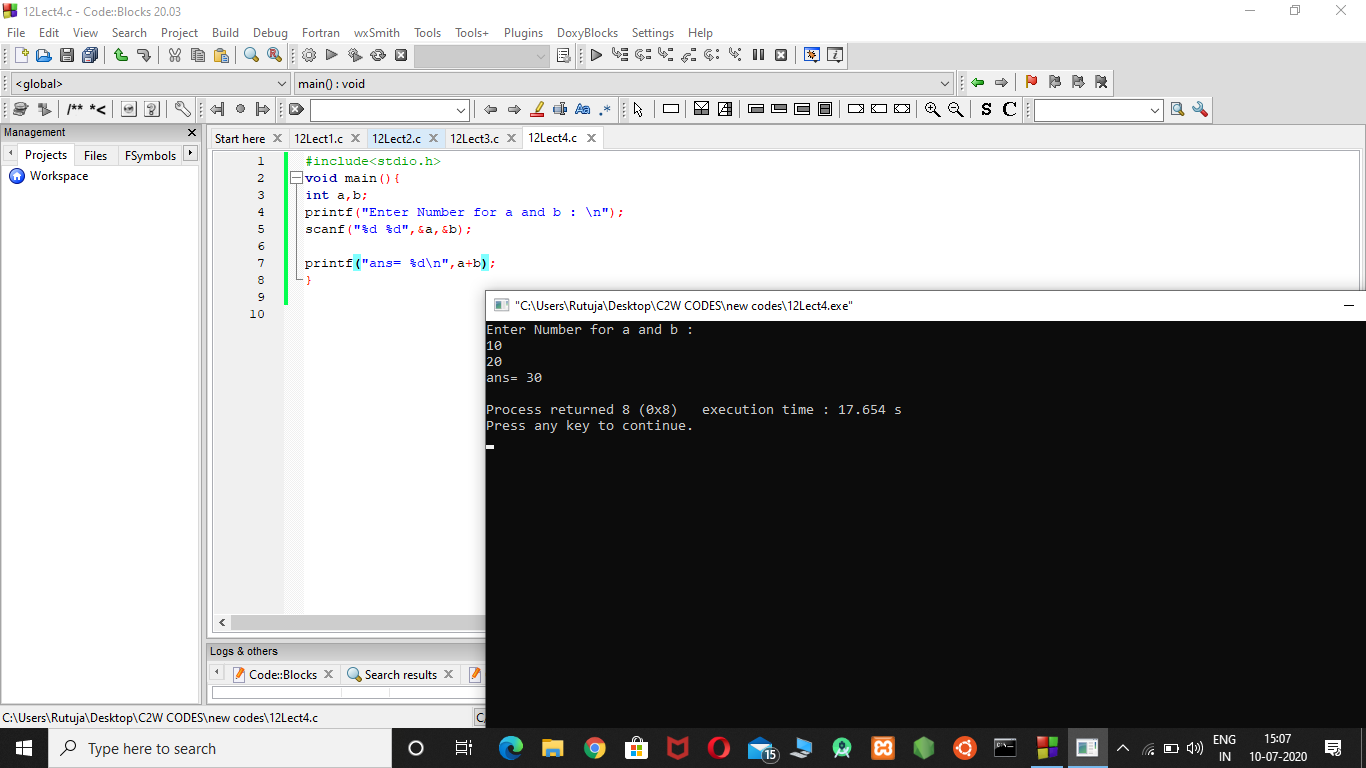 12Lect4.c - Code::Blocks 20.03
File Edit View Search Project Build Debug Fortran wxSmith Tools Tools+ Plugins DoxyBlocks Settings Help
<global> main() : void
/** *< Aa .* S C
Management
Projects Files FSymbols
Workspace
Start here 12Lect1.c 12Lect2.c 12Lect3.c 12Lect4.c
1 #include<stdio.h>
2 void main(){
3 int a,b;
4 printf("Enter Number for a and b : \n");
5 scanf("%d %d",&a,&b);
6
7 printf("ans= %d\n",a+b);
8 }
9
10
"C:\Users\Rutuja\Desktop\C2W CODES\new codes\12Lect4.exe"
Enter Number for a and b :
10
20
ans= 30
Process returned 8 (0x8)   execution time : 17.654 s
Press any key to continue.
Logs & others
Code::Blocks Search results
C:\Users\Rutuja\Desktop\C2W CODES\new codes\12Lect4.c C/
Type here to search
15
ENG
IN
15:07
10-07-2020